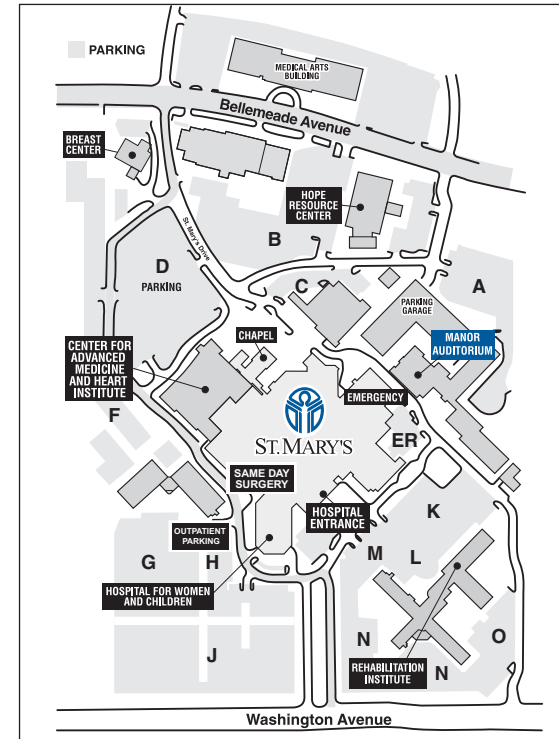 PARKING
MEDICAL ARTS
BUILDING
Bellemeade Avenue
BREAST
CENTER
HOPE
RESOURCE
CENTER
St. Mary's Drive
B
D
PARKING
C
A
PARKING
GARAGE
MANOR
AUDITORIUM
CHAPEL
CENTER FOR
ADVANCED
MEDICINE
AND HEART
INSTITUTE
EMERGENCY
F
ST. MARY'S
ER
SAME DAY
SURGERY
HOSPITAL
ENTRANCE
K
OUTPATIENT
PARKING
G
H
M
L
HOSPITAL FOR WOMEN
AND CHILDREN
J
N
O
REHABILITATION
INSTITUTE
N
Washington Avenue